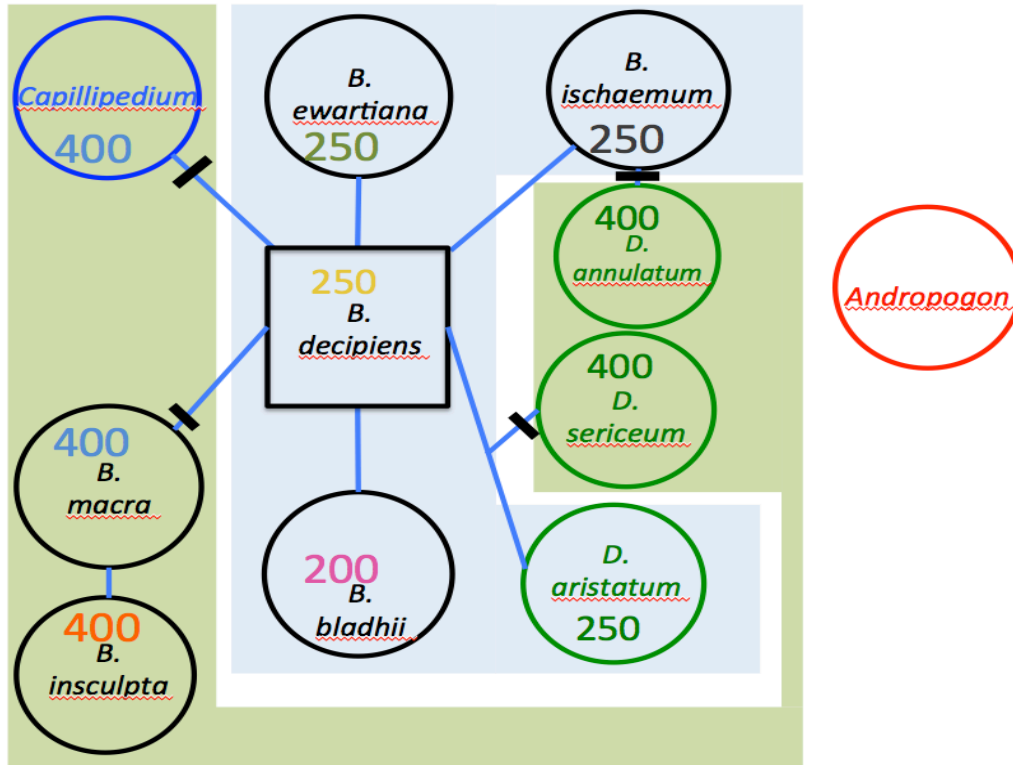 Capillipedium
400
B.
ewartiana
250
B.
ischaemum
250
400
D.
annulatum
Andropogon
250
B.
decipiens
400
D.
sericeum
400
B.
macra
200
B.
bladhii
D.
aristatum
250
400
B.
insculpta